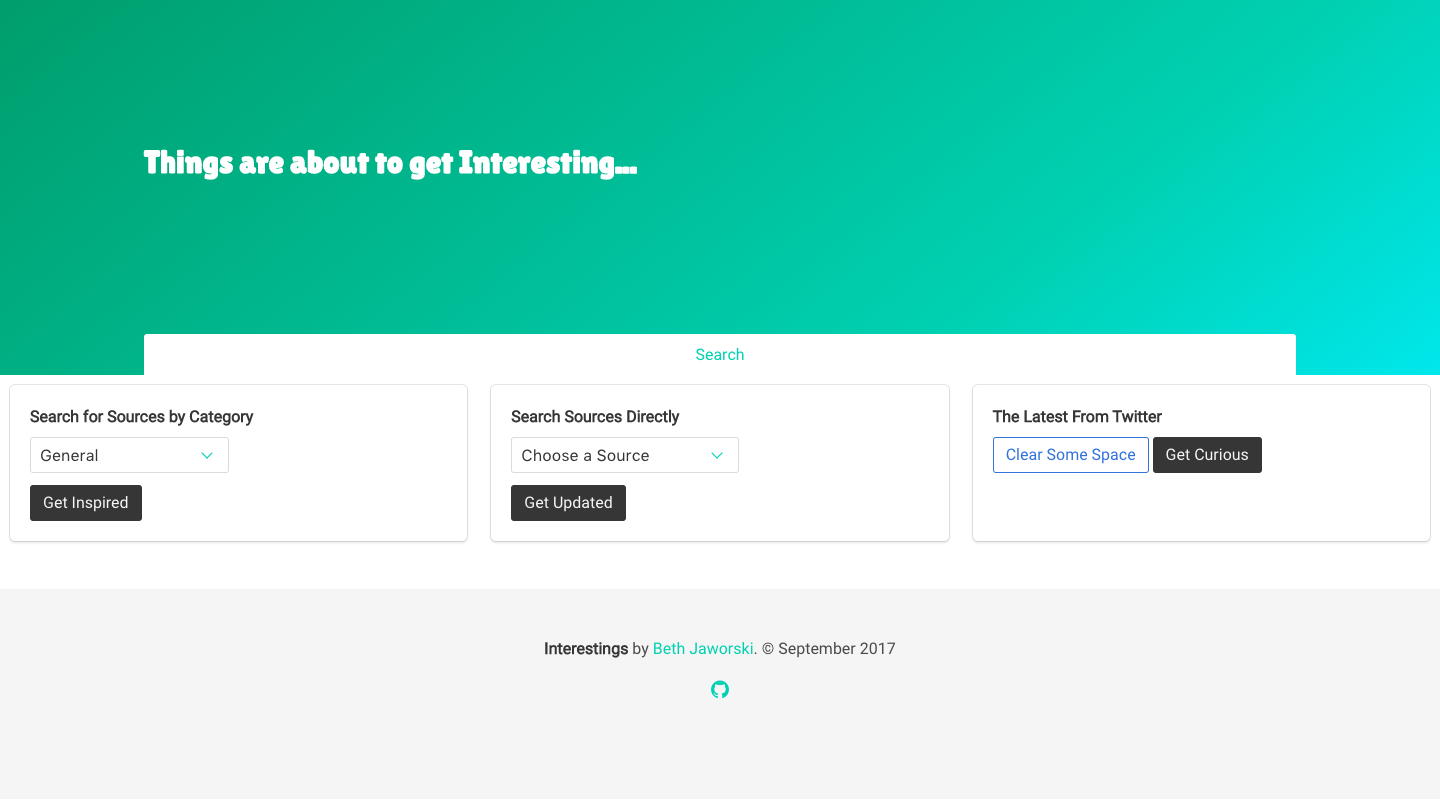 Things are about to get Interesting...
Search
Search for Sources by Category
General
Get Inspired
Search Sources Directly
Choose a Source
Get Updated
The Latest From Twitter
Clear Some Space
Get Curious
Interestings by Beth Jaworski. © September 2017